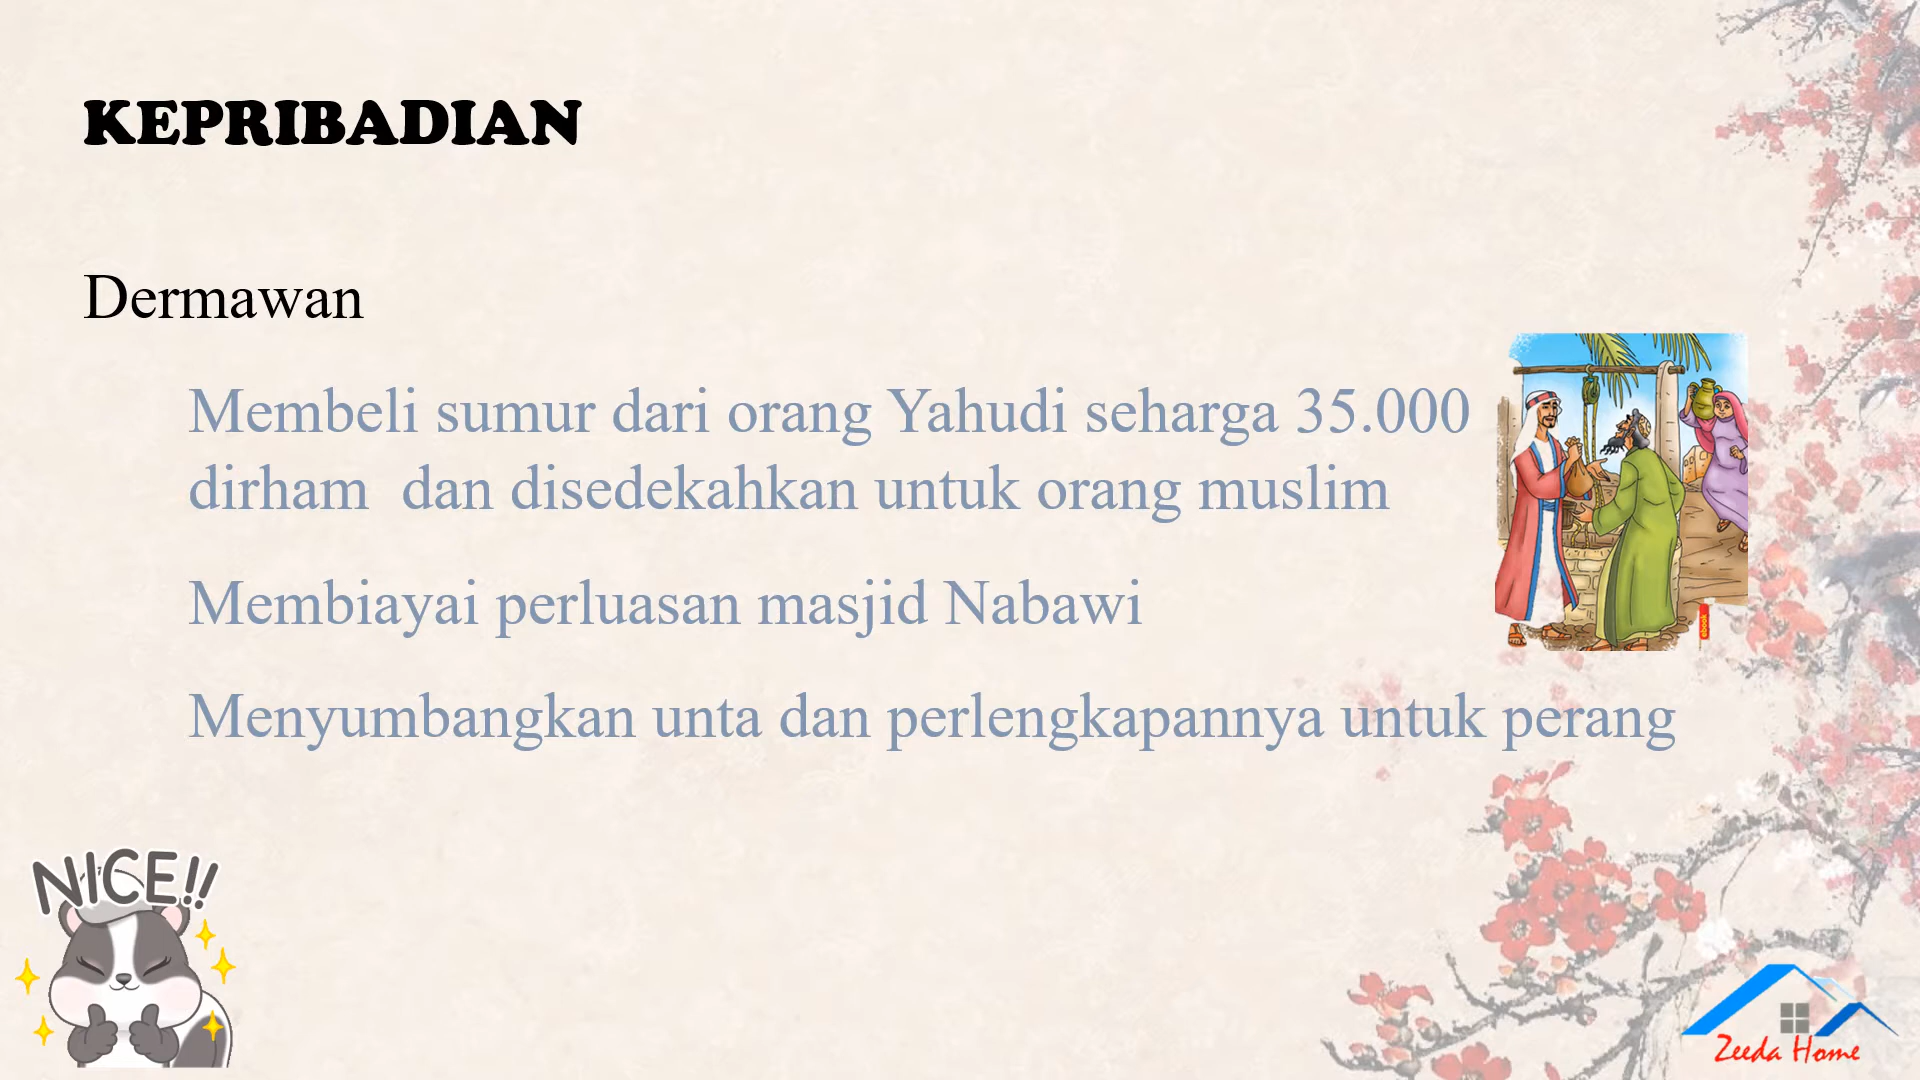 KEPRIBADIAN
Dermawan
Membeli sumur dari orang Yahudi seharga 35.000
dirham  dan disedekahkan untuk orang muslim
Membiayai perluasan masjid Nabawi
Menyumbangkan unta dan perlengkapannya untuk perang
ebook
NICE!!
Zeeda Home